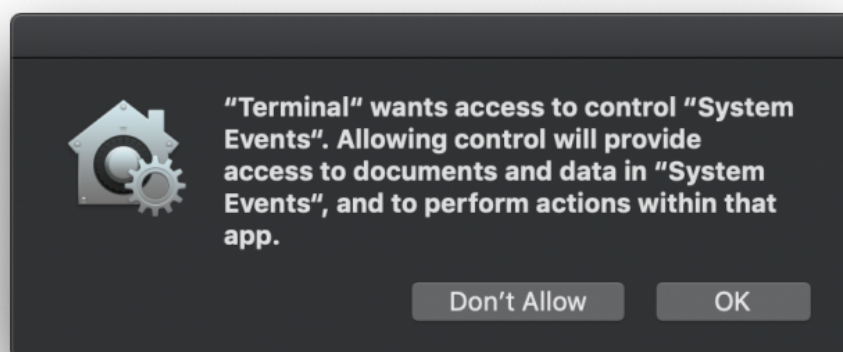 “Terminal“ wants access to control “System
Events“. Allowing control will provide
access to documents and data in “System
Events“, and to perform actions within that
app.
Don’t Allow
OK